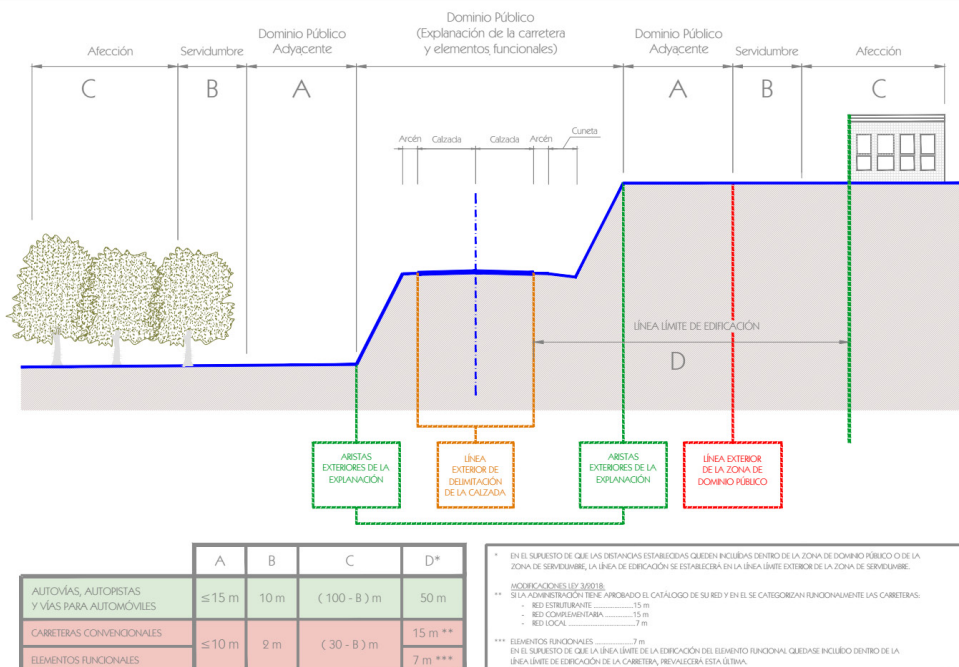 Dominio Público
(Explanación de la carretera
y elementos funcionales)
Afección
Servidumbre
Dominio Público
Adyacente
Dominio Público
Adyacente
Servidumbre
Afección
C
B
A
A
B
C
Arcén
Calzada
Calzada
Arcén
Cuneta
LÍNEA LÍMITE DE EDIFICACIÓN
D
ARISTAS
EXTERIORES DE LA
EXPLANACIÓN
LÍNEA
EXTERIOR DE
DELIMITACIÓN
DE LA CALZADA
ARISTAS
EXTERIORES DE LA
EXPLANACIÓN
LÍNEA EXTERIOR
DE LA ZONA DE
DOMINIO PÚBLICO
A B C D*
AUTOVÍAS, AUTOPISTAS
Y VÍAS PARA AUTOMÓVILES
≤15 m 10 m (100 - B) m 50 m
CARRETERAS CONVENCIONALES
≤10 m 2 m (30 - B) m 15 m **
ELEMENTOS FUNCIONALES
7 m ***
* EN EL SUPUESTO DE QUE LAS DISTANCIAS ESTABLECIDAS QUEDEN INCLUÍDAS DENTRO DE LA ZONA DE DOMINIO PÚBLICO O DE LA
ZONA DE SERVIDUMBRE, LA LÍNEA DE EDIFICACIÓN SE ESTABLECERÁ EN LA LÍNEA LÍMITE EXTERIOR DE LA ZONA DE SERVIDUMBRE.
MODIFICACIONES LEY 3/2018:
** SI LA ADMINISTRACIÓN TIENE APROBADO EL CATÁLOGO DE SU RED Y EN EL SE CATEGORIZAN FUNCIONALMENTE LAS CARRETERAS:
- RED ESTRUTURANTE ................15 m
- RED COMPLEMENTARIA ................15 m
- RED LOCAL ...........................7 m
*** ELEMENTOS FUNCIONALES ................7 m
EN EL SUPUESTO DE QUE LA LÍNEA LÍMITE DE LA EDIFICACIÓN DEL ELEMENTO FUNCIONAL QUEDASE INCLUÍDO DENTRO DE LA
LÍNEA LÍMITE DE EDIFICACIÓN DE LA CARRETERA, PREVALECERÁ ESTA ÚLTIMA.